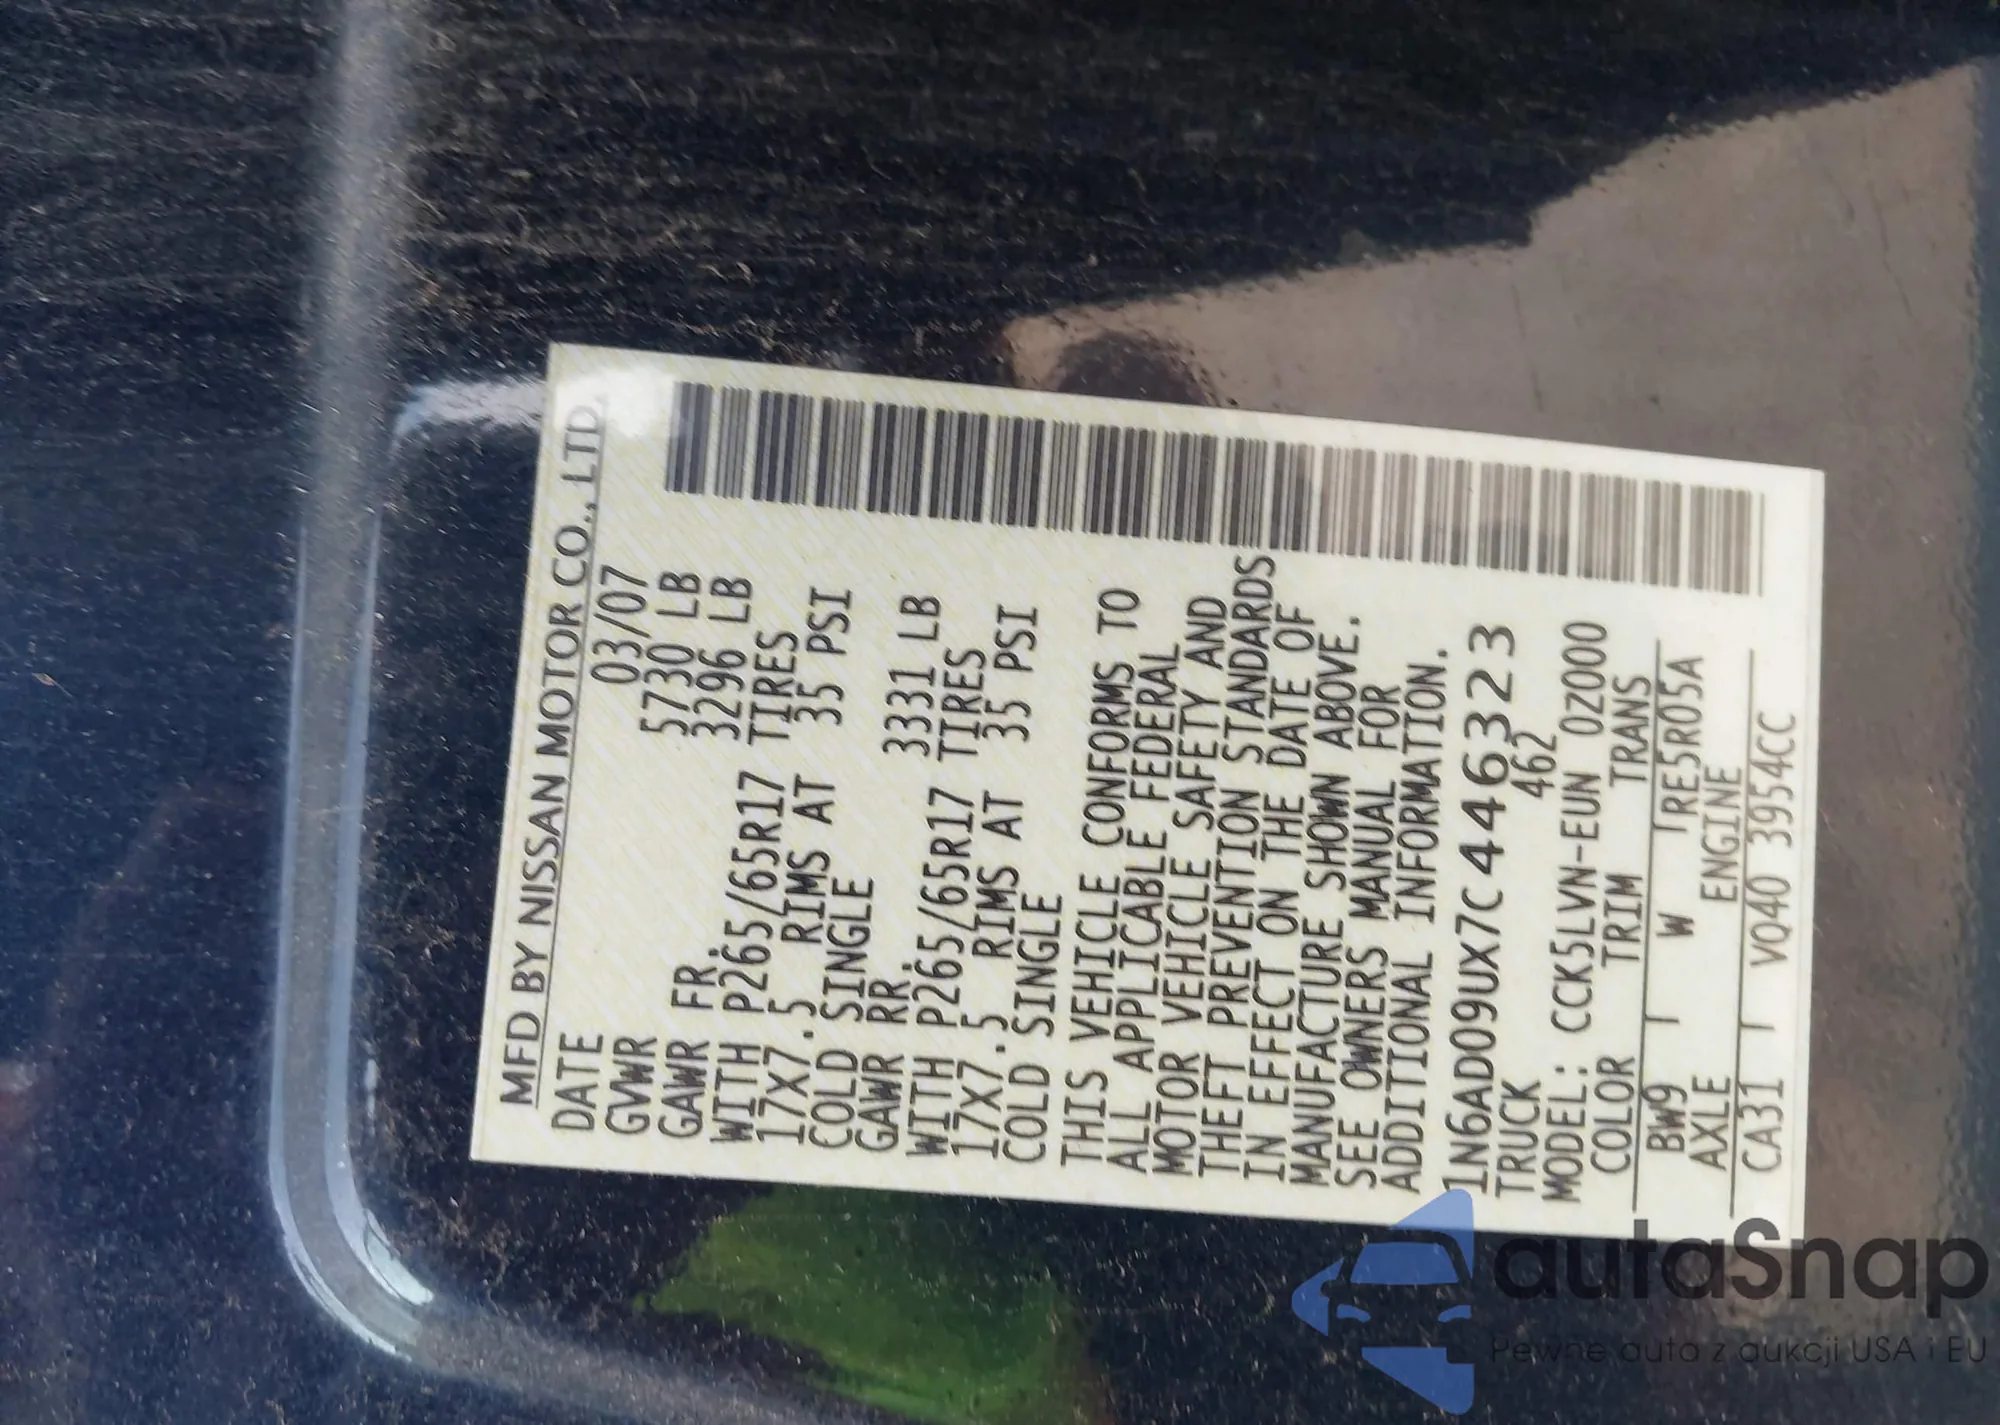 MFD BY NISSAN MOTOR CO., LTD.
DATE 03/07
GVWR 5730 LB
GAWR FR. 3296 LB
WITH P265/65R17 TIRES
17X7.5 RIMS AT 35 PSI
COLD SINGLE
GAWR RR. 3331 LB
WITH P265/65R17 TIRES
17X7.5 RIMS AT 35 PSI
COLD SINGLE
THIS VEHICLE CONFORMS TO
ALL APPLICABLE FEDERAL
MOTOR VEHICLE SAFETY AND
THEFT PREVENTION STANDARDS
IN EFFECT ON THE DATE OF
MANUFACTURE SHOWN ABOVE.
SEE OWNERS MANUAL FOR
ADDITIONAL INFORMATION.
1N6AD09UX7C446323
TRUCK 462
MODEL: CCK5LVN-EUN 0Z000
COLOR TRIM TRANS
BW9 W RE5R05A
AXLE ENGINE
CA31 VQ40 3954CC
autaSnap
Pewne auta z aukcji USA i EU